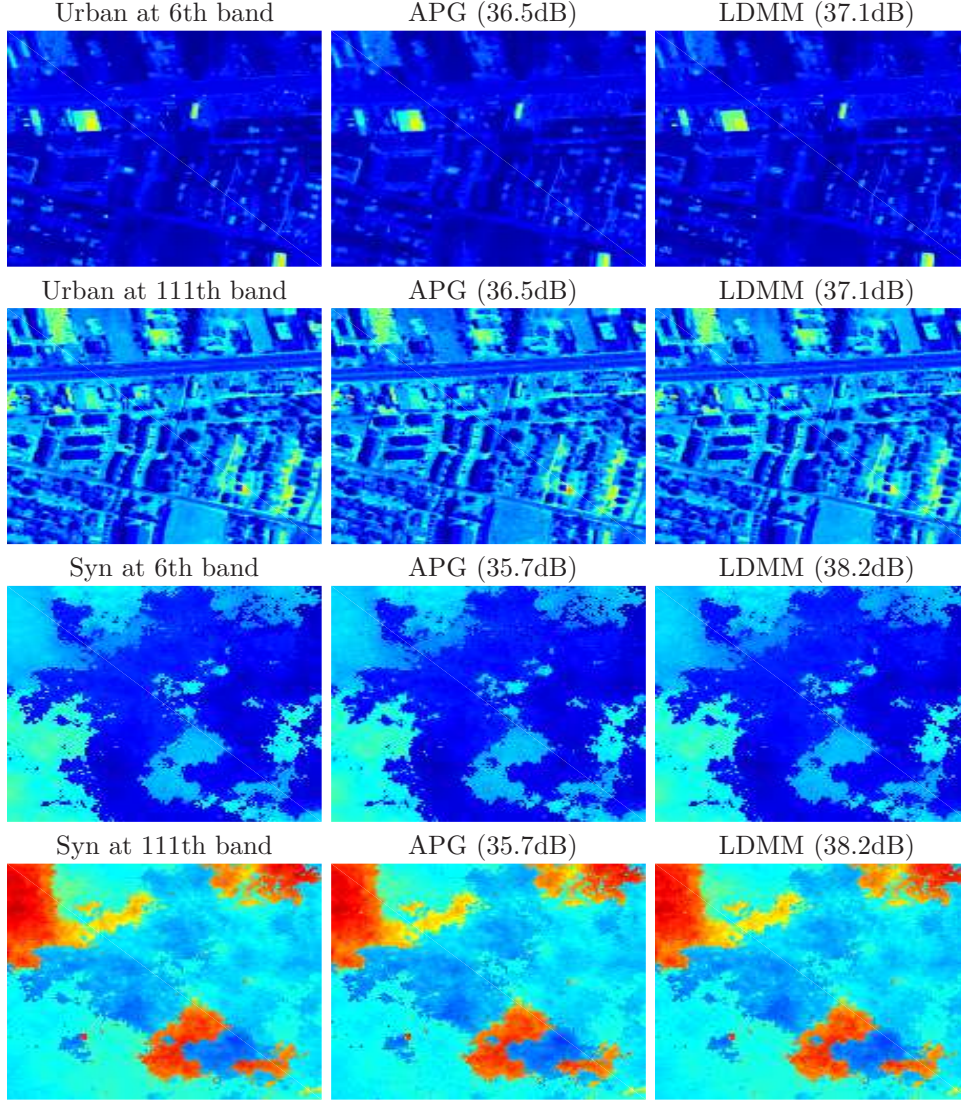 Urban at 6th band APG (36.5dB) LDMM (37.1dB)
Urban at 111th band APG (36.5dB) LDMM (37.1dB)
Syn at 6th band APG (35.7dB) LDMM (38.2dB)
Syn at 111th band APG (35.7dB) LDMM (38.2dB)